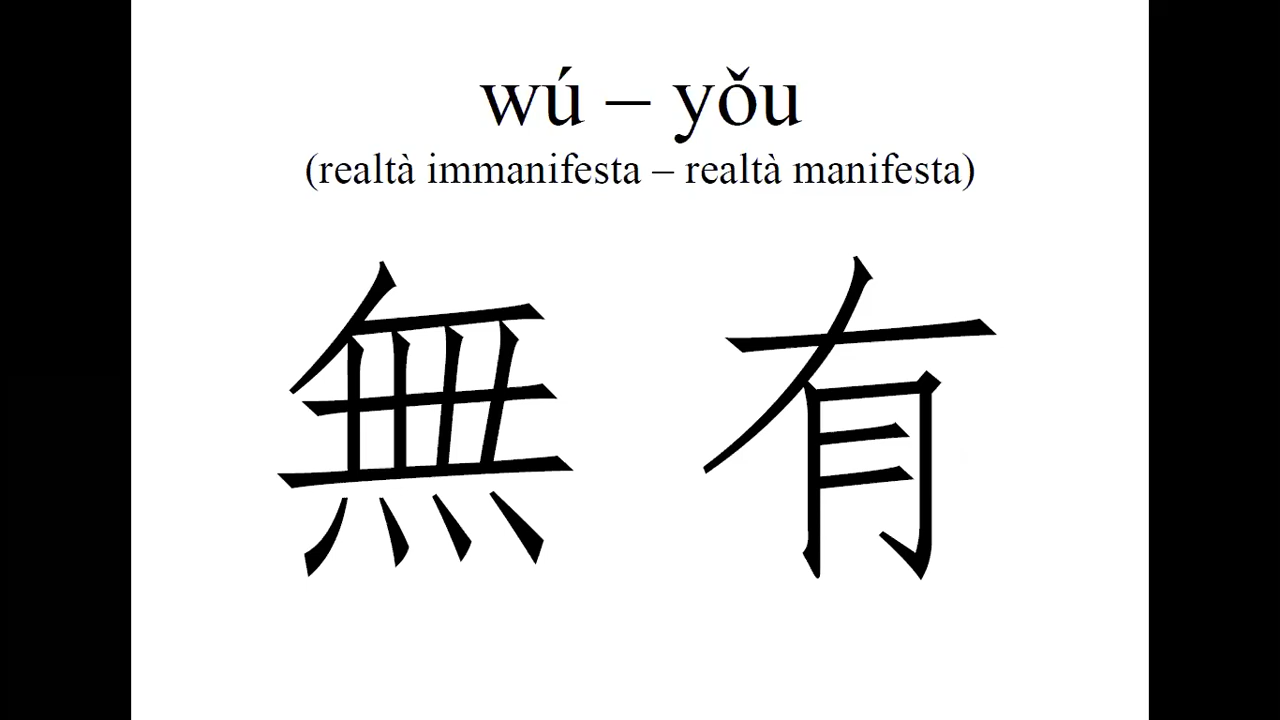 wú – yǒu
(realtà immanifesta – realtà manifesta)
無 有